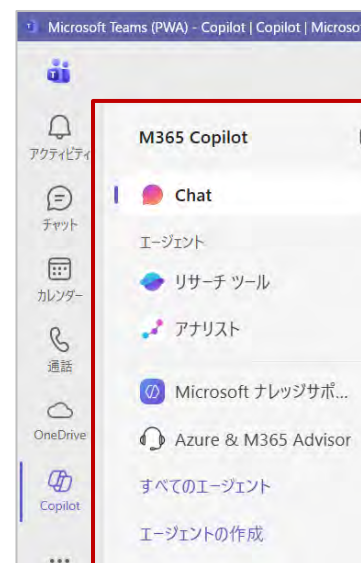 Microsoft Teams (PWA) - Copilot | Copilot | Microso
アクティビティ
チャット
カレンダー
通話
OneDrive
Copilot
M365 Copilot
Chat
エージェント
リサーチ ツール
アナリスト
Microsoft ナレッジサポ...
Azure & M365 Advisor
すべてのエージェント
エージェントの作成